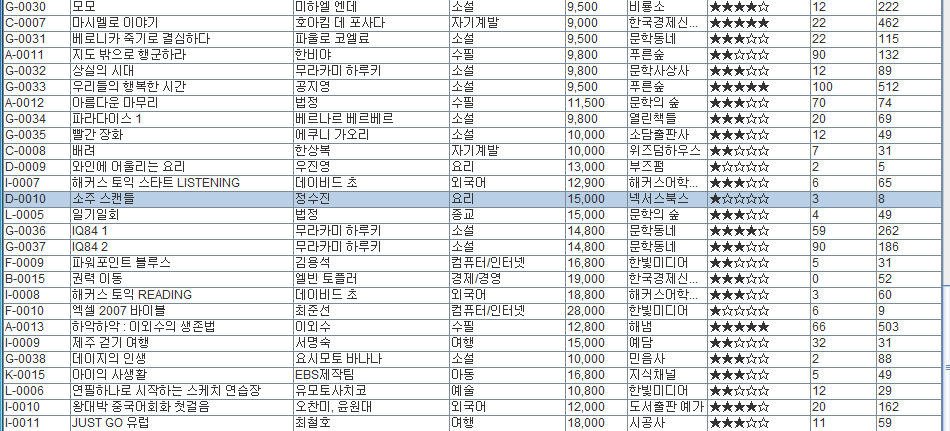 G-0030 모모 미하엘 엔데 소설 9,500 비룡소 ★★★★☆ 12 222
C-0007 마시멜로 이야기 호아킴 데 포사다 자기계발 9,000 한국경제신... ★★★★★ 22 462
G-0031 베로니카 죽기로 결심하다 파울로 코엘료 소설 9,500 문학동네 ★★★☆☆ 22 115
A-0011 지도 밖으로 행군하라 한비야 수필 9,800 푸른숲 ★★☆☆☆ 90 132
G-0032 상실의 시대 무라카미 하루키 소설 9,800 문학사상사 ★★★★☆ 12 89
G-0033 우리들의 행복한 시간 공지영 소설 9,500 푸른숲 ★★★★★ 100 512
A-0012 아름다운 마무리 법정 수필 11,500 문학의 숲 ★★★☆☆ 70 74
G-0034 파라다이스 1 베르나르 베르베르 소설 9,800 열린책들 ★★★☆☆ 20 69
G-0035 빨간 장화 에쿠니 가오리 소설 10,000 소담출판사 ★★★☆☆ 12 49
C-0008 배려 한상복 자기계발 10,000 위즈덤하우스 ★★☆☆☆ 7 31
D-0009 와인에 어울리는 요리 우진영 요리 13,000 부즈펌 ★☆☆☆☆ 2 5
I-0007 해커스 토익 스타트 LISTENING 데이비드 초 외국어 12,900 해커스어학... ★★★☆☆ 6 65
D-0010 소주 스캔들 정수진 요리 15,000 넥서스북스 ★☆☆☆☆ 3 8
L-0005 일기일회 법정 종교 15,000 문학의 숲 ★★★☆☆ 4 49
G-0036 IQ84 1 무라카미 하루키 소설 14,800 문학동네 ★★★★☆ 59 262
G-0037 IQ84 2 무라카미 하루키 소설 14,800 문학동네 ★★★☆☆ 90 186
F-0009 파워포인트 블루스 김용석 컴퓨터/인터넷 16,800 한빛미디어 ★★☆☆☆ 5 31
B-0015 권력 이동 엘빈 토플러 경제/경영 19,000 한국경제신... ★★★☆☆ 0 52
I-0008 해커스 토익 READING 데이비드 초 외국어 18,800 해커스어학... ★★★☆☆ 3 60
F-0010 엑셀 2007 바이블 최준선 컴퓨터/인터넷 28,000 한빛미디어 ★☆☆☆☆ 6 9
A-0013 하악하악 : 이외수의 생존법 이외수 수필 12,800 해냄 ★★★★★ 66 503
I-0009 제주 걷기 여행 서명숙 여행 15,000 예담 ★★☆☆☆ 32 31
G-0038 데이지의 인생 요시모토 바나나 소설 10,000 민음사 ★★★☆☆ 2 88
K-0015 아이의 사생활 EBS제작팀 아동 16,800 지식채널 ★★★☆☆ 5 49
L-0006 연필하나로 시작하는 스케치 연습장 유모토사치코 예술 10,800 한빛미디어 ★★☆☆☆ 12 29
I-0010 왕대박 중국어회화 첫걸음 오찬미, 윤원대 외국어 12,000 도서출판 예가 ★★★★☆ 20 162
I-0011 JUST GO 유럽 최철호 여행 18,000 시공사 ★★★☆☆ 11 59